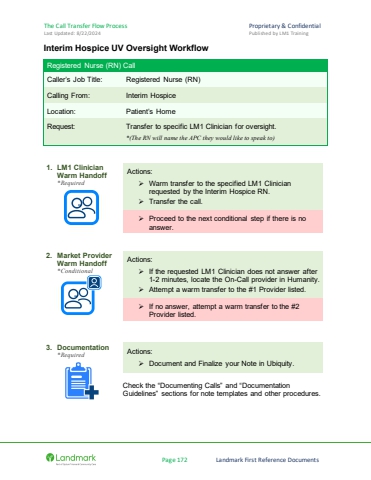 The Call Transfer Flow Process
Proprietary & Confidential
Last Updated: 8/22/2024
Published by LMK Training
Interim Hospice UV Oversight Workflow
Registered Nurse (RN) Call
Caller's Job Title: Registered Nurse (RN)
Calling From: Interim Hospice
Location: Patient's Home
Request: Transfer to specific LM1 Clinician for oversight.
*(The RN will name the APC they would like to speak to)
1. LM1 Clinician
Warm Handoff
*Required
Actions:
➢ Warm transfer to the specified LM1 Clinician
requested by the Interim Hospice RN.
➢ Transfer the call.
➢ Proceed to the next conditional step if there is no
answer.
2. Market Provider
Warm Handoff
*Conditional
Actions:
➢ If the requested LM1 Clinician does not answer after
1-2 minutes, locate the On-Call provider in Humanity.
➢ Attempt a warm transfer to the #1 Provider listed.
➢ If no answer, attempt a warm transfer to the #2
Provider listed.
3. Documentation
*Required
Actions:
➢ Document and Finalize your Note in Ubiquity.
Check the "Documenting Calls" and "Documentation
Guidelines" sections for note templates and other procedures.
Landmark
Page 172
Landmark First Reference Documents